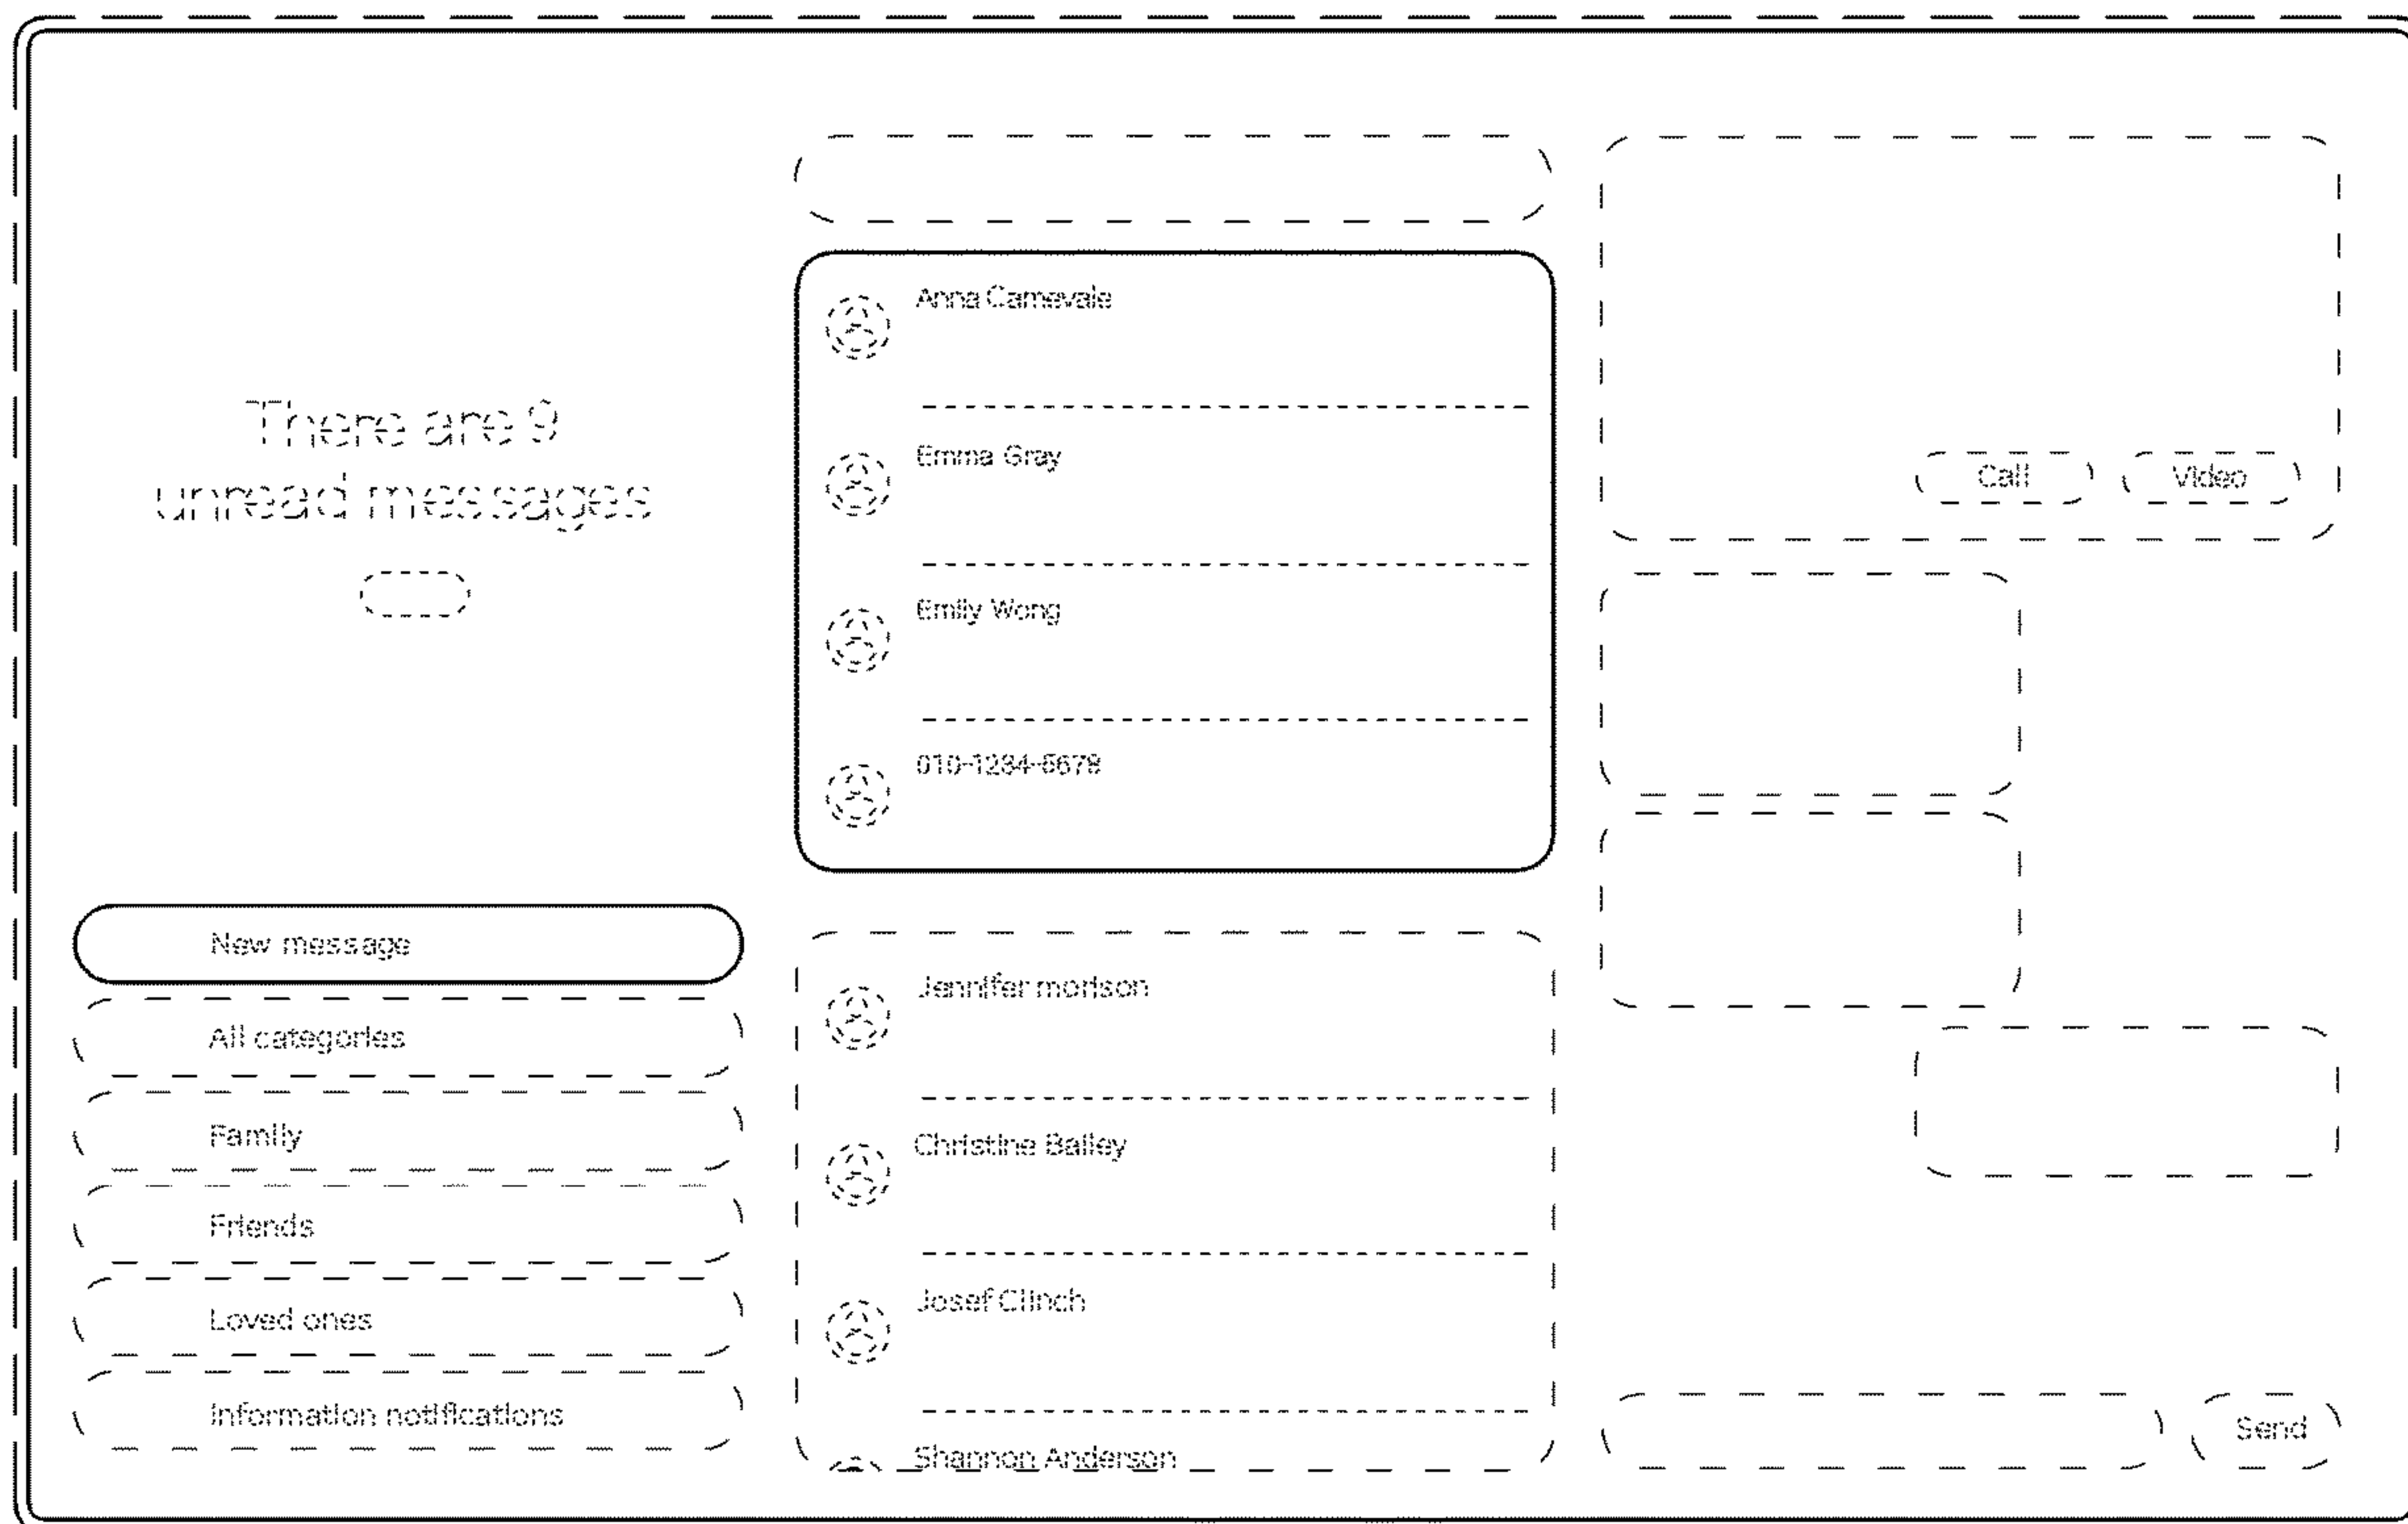 There are 9
unread messages
New message
All categories
Family
Friends
Loved ones
Information notifications
Anna Carnevale
Emma Gray
Emily Wong
010-1234-5678
Jennifer morison
Christine Bailey
Josef Clinch
Shannon Anderson
Call
Video
Send